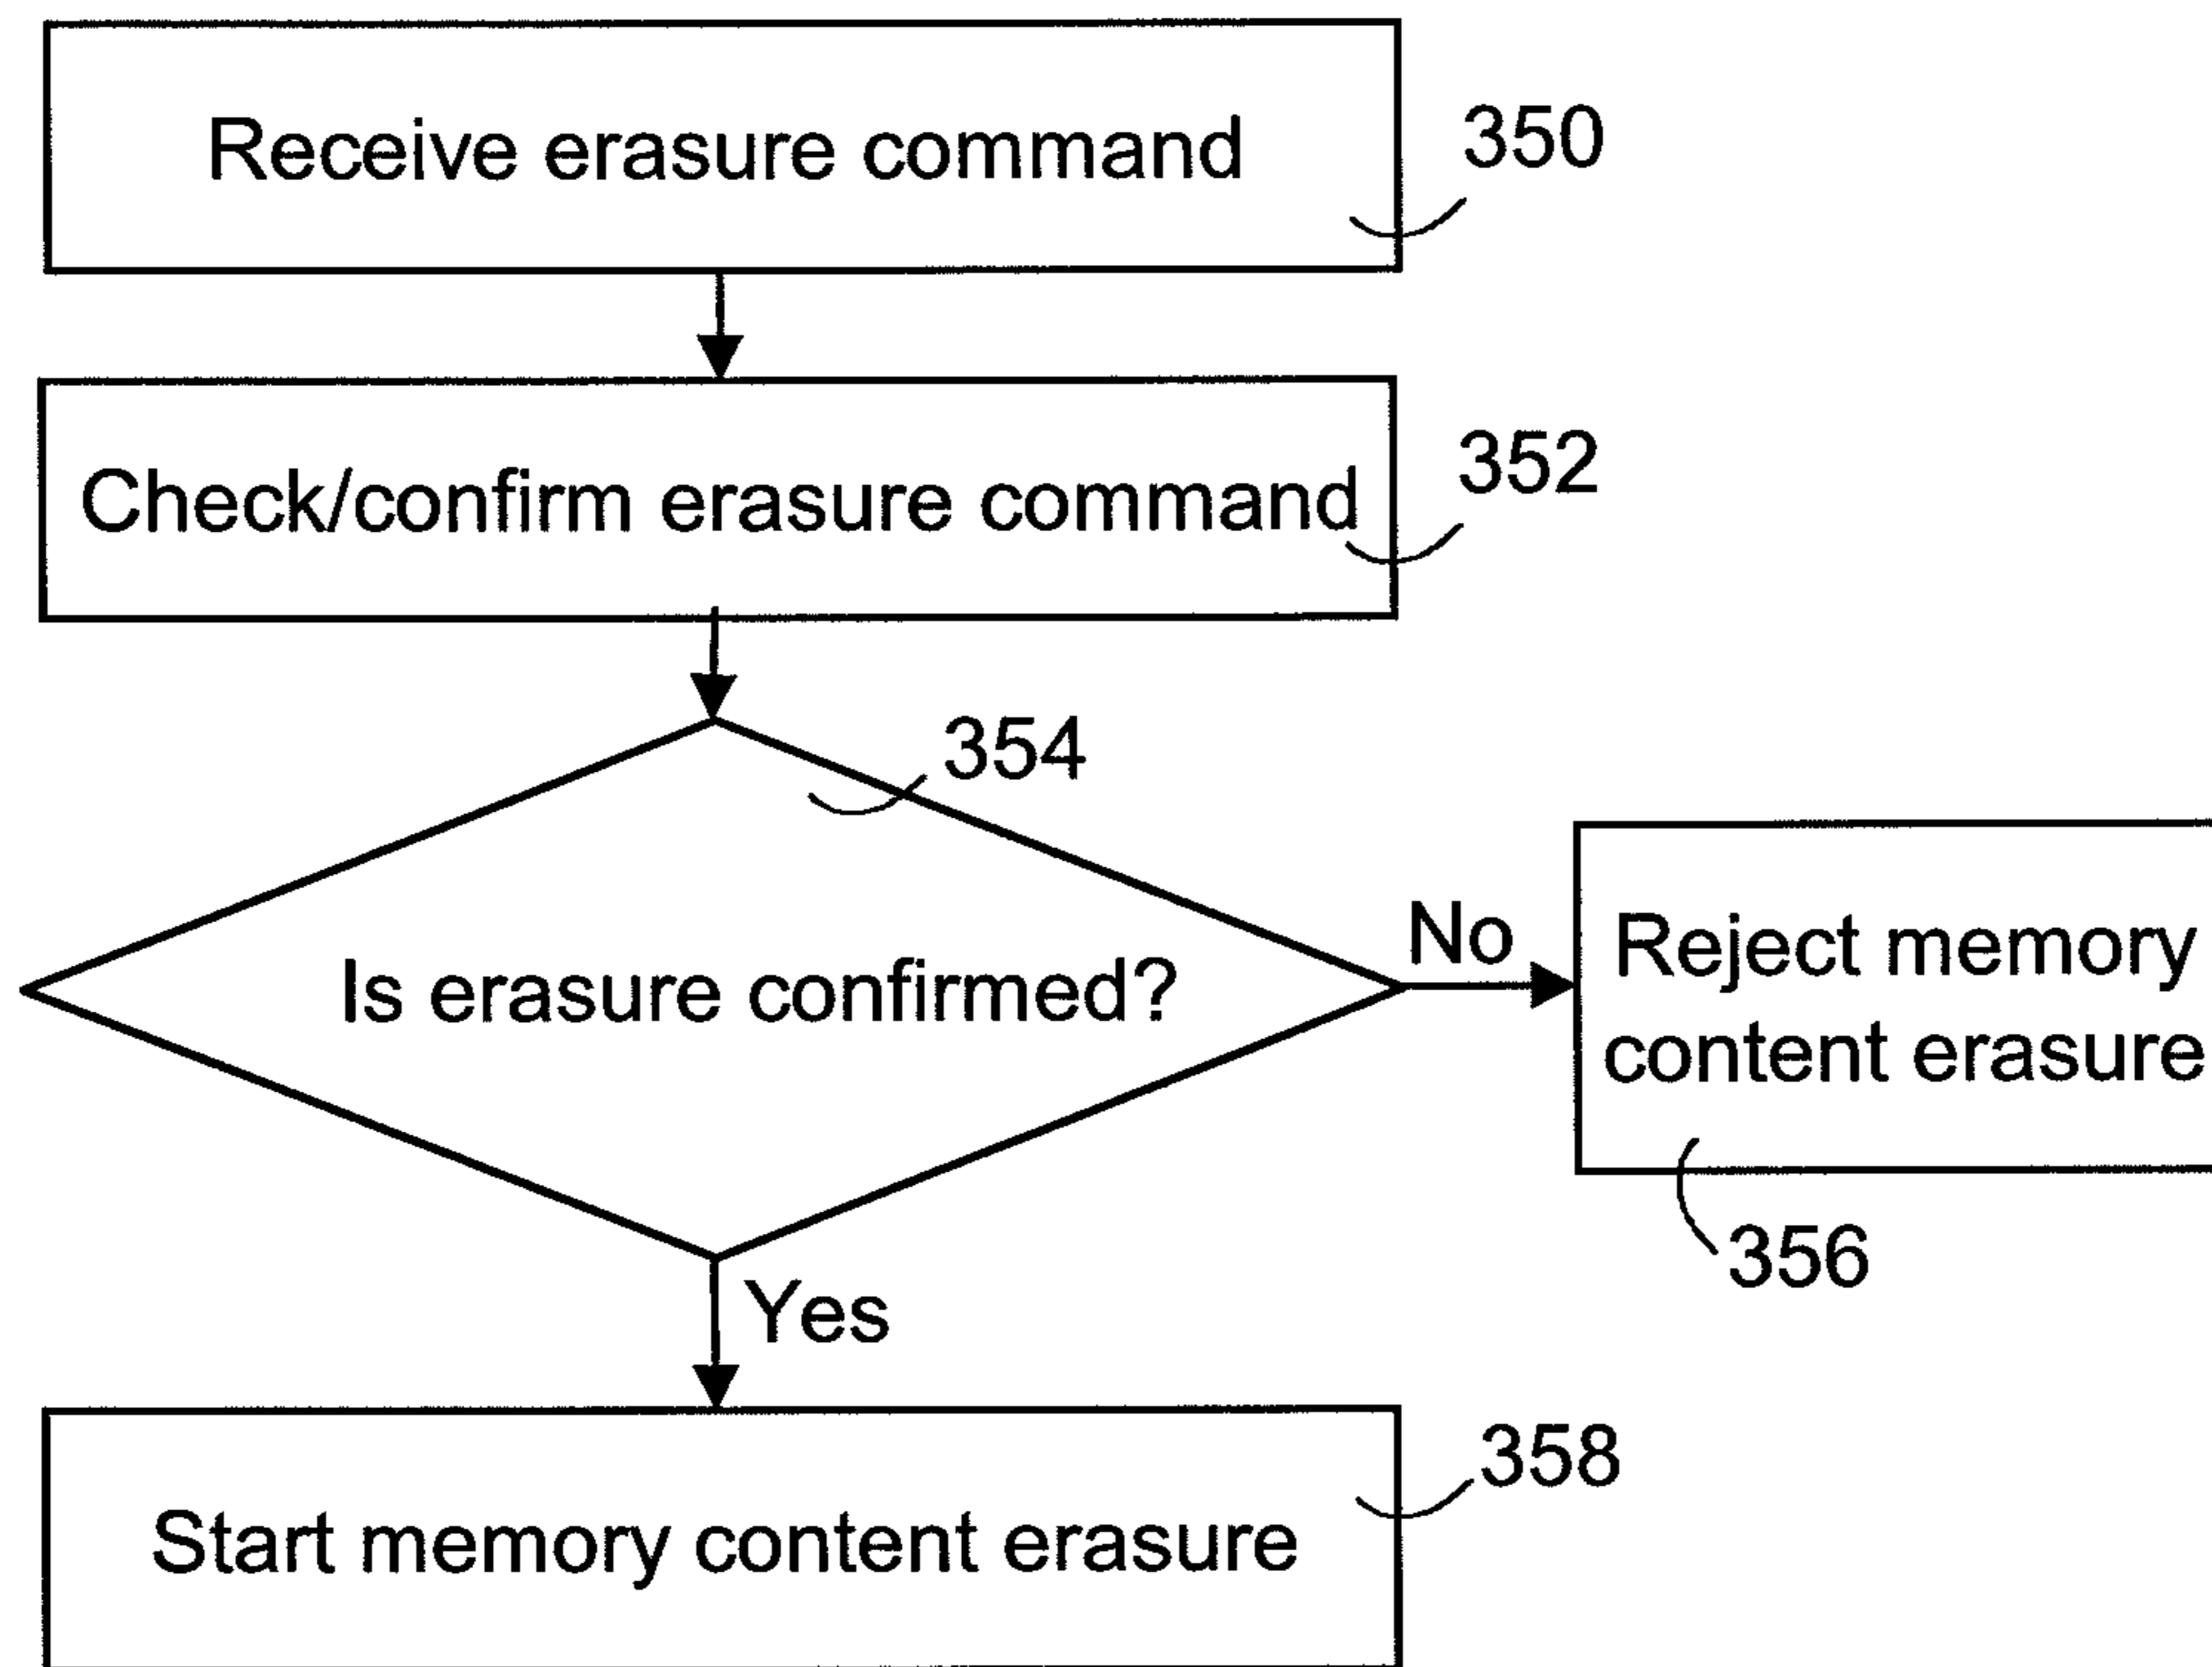 Receive erasure command
350
Check/confirm erasure command
352
354
Is erasure confirmed?
No
Reject memory
content erasure
356
Yes
358
Start memory content erasure